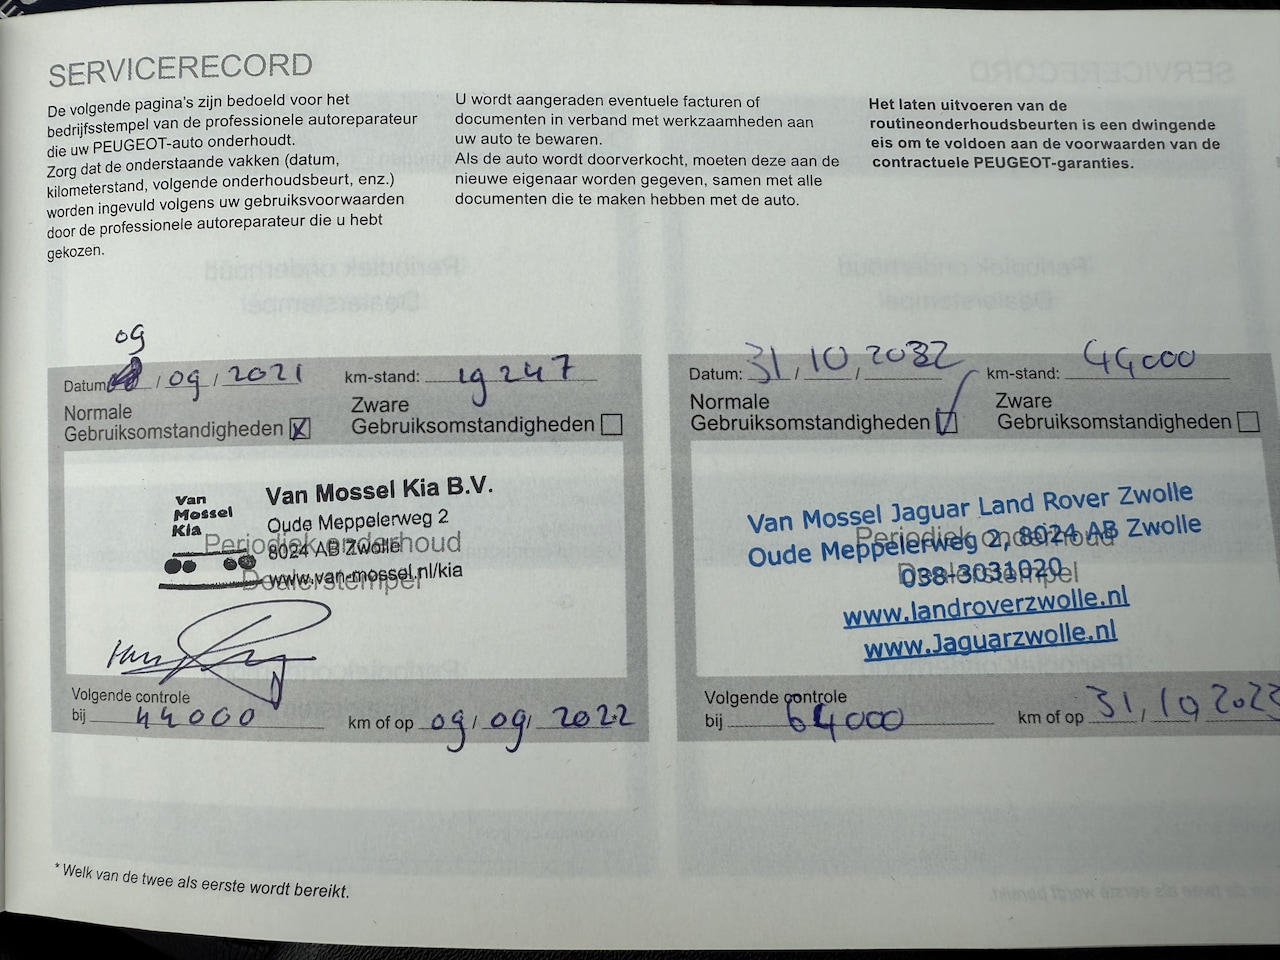 SERVICERECORD
De volgende pagina's zijn bedoeld voor het
bedrijfsstempel van de professionele autoreparateur
die uw PEUGEOT-auto onderhoudt.
Zorg dat de onderstaande vakken (datum,
kilometerstand, volgende onderhoudsbeurt, enz.)
worden ingevuld volgens uw gebruiksvoorwaarden
door de professionele autoreparateur die u hebt
gekozen.
U wordt aangeraden eventuele facturen of
documenten in verband met werkzaamheden aan
uw auto te bewaren.
Als de auto wordt doorverkocht, moeten deze aan de
nieuwe eigenaar worden gegeven, samen met alle
documenten die te maken hebben met de auto.
Het laten uitvoeren van de
routineonderhoudsbeurten is een dwingende
eis om te voldoen aan de voorwaarden van de
contractuele PEUGEOT-garanties.
09
Datum: / 09 / 2021 km-stand: 19 247
Normale
Gebruiksomstandigheden
Zware
Gebruiksomstandigheden
Van
Mossel
Kia
Van Mossel Kia B.V.
Oude Meppelerweg 2
8024 AB Zwolle
www.van-mossel.nl/kia
Periodiek onderhoud
Dealerstempel
Volgende controle
bij 44000 km of op 09 / 09 / 2022
Datum: 31 / 10 / 2022 km-stand: 44000
Normale
Gebruiksomstandigheden
Zware
Gebruiksomstandigheden
Van Mossel Jaguar Land Rover Zwolle
Oude Meppelerweg 2, 8024 AB Zwolle
038-3031020
www.landroverzwolle.nl
www.Jaguarzwolle.nl
Periodiek onderhoud
Dealerstempel
Volgende controle
bij 64000 km of op 31 / 10 2023
* Welk van de twee als eerste wordt bereikt.